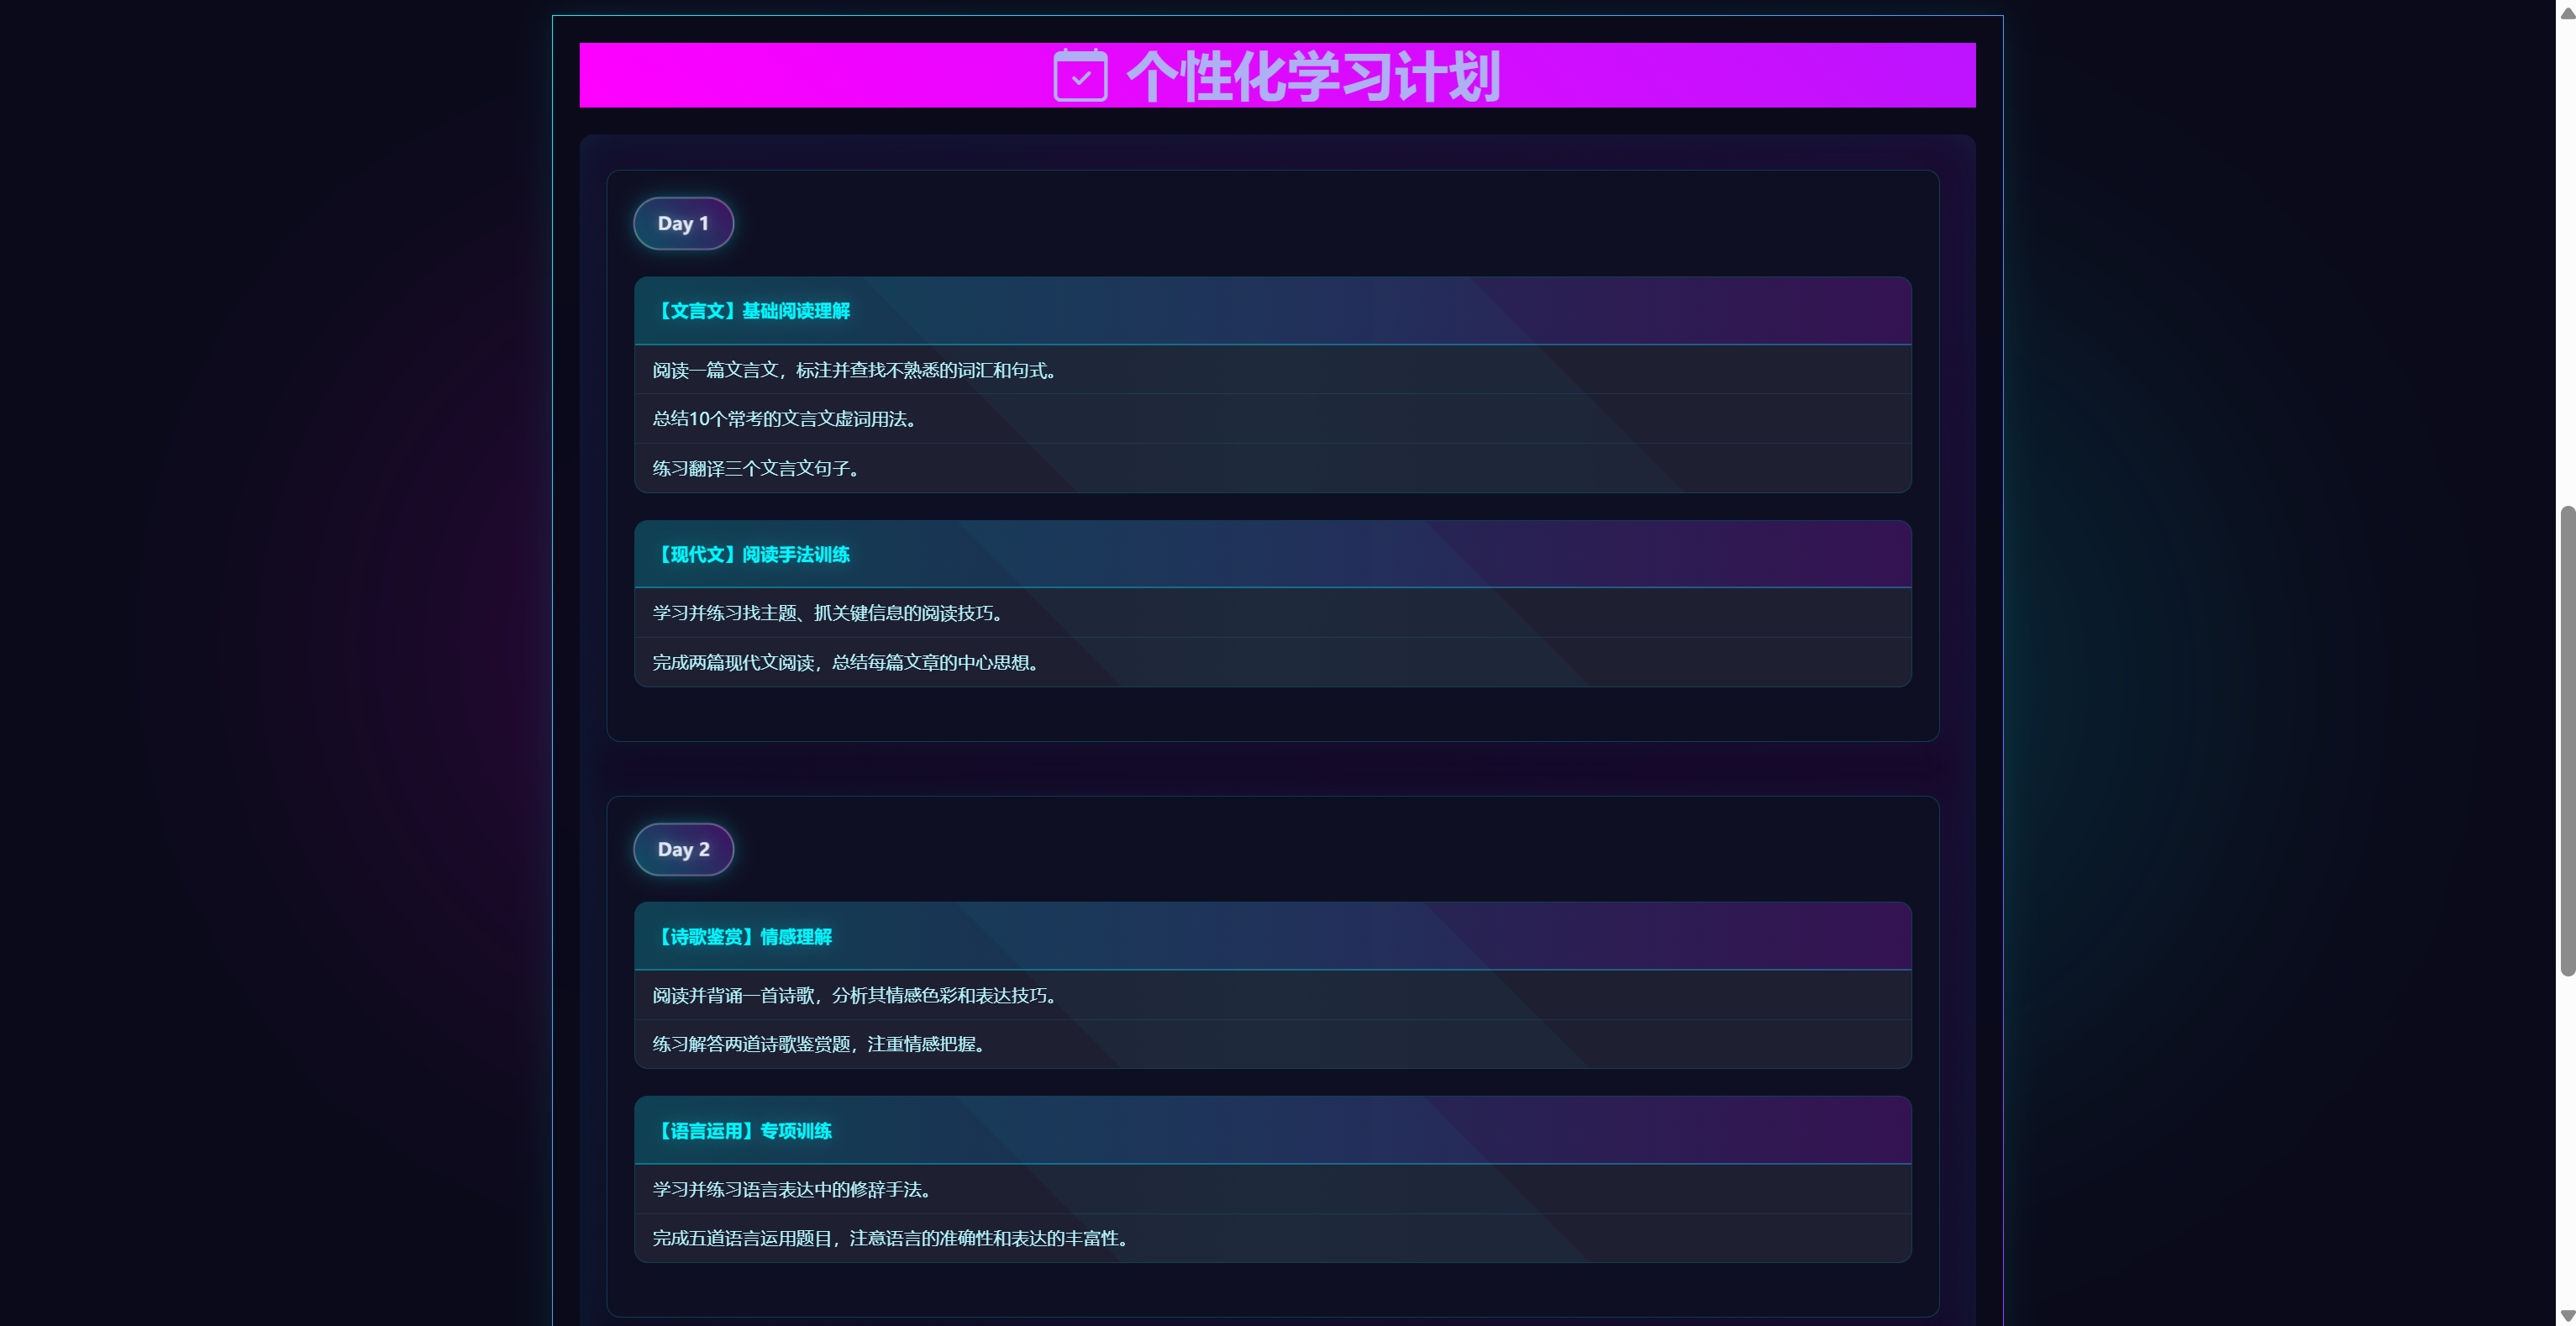 个性化学习计划
Day 1
【文言文】基础阅读理解
阅读一篇文言文，标注并查找不熟悉的词汇和句式。
总结10个常考的文言文虚词用法。
练习翻译三个文言文句子。
【现代文】阅读手法训练
学习并练习找主题、抓关键信息的阅读技巧。
完成两篇现代文阅读，总结每篇文章的中心思想。
Day 2
【诗歌鉴赏】情感理解
阅读并背诵一首诗歌，分析其情感色彩和表达技巧。
练习解答两道诗歌鉴赏题，注重情感把握。
【语言运用】专项训练
学习并练习语言表达中的修辞手法。
完成五道语言运用题目，注意语言的准确性和表达的丰富性。